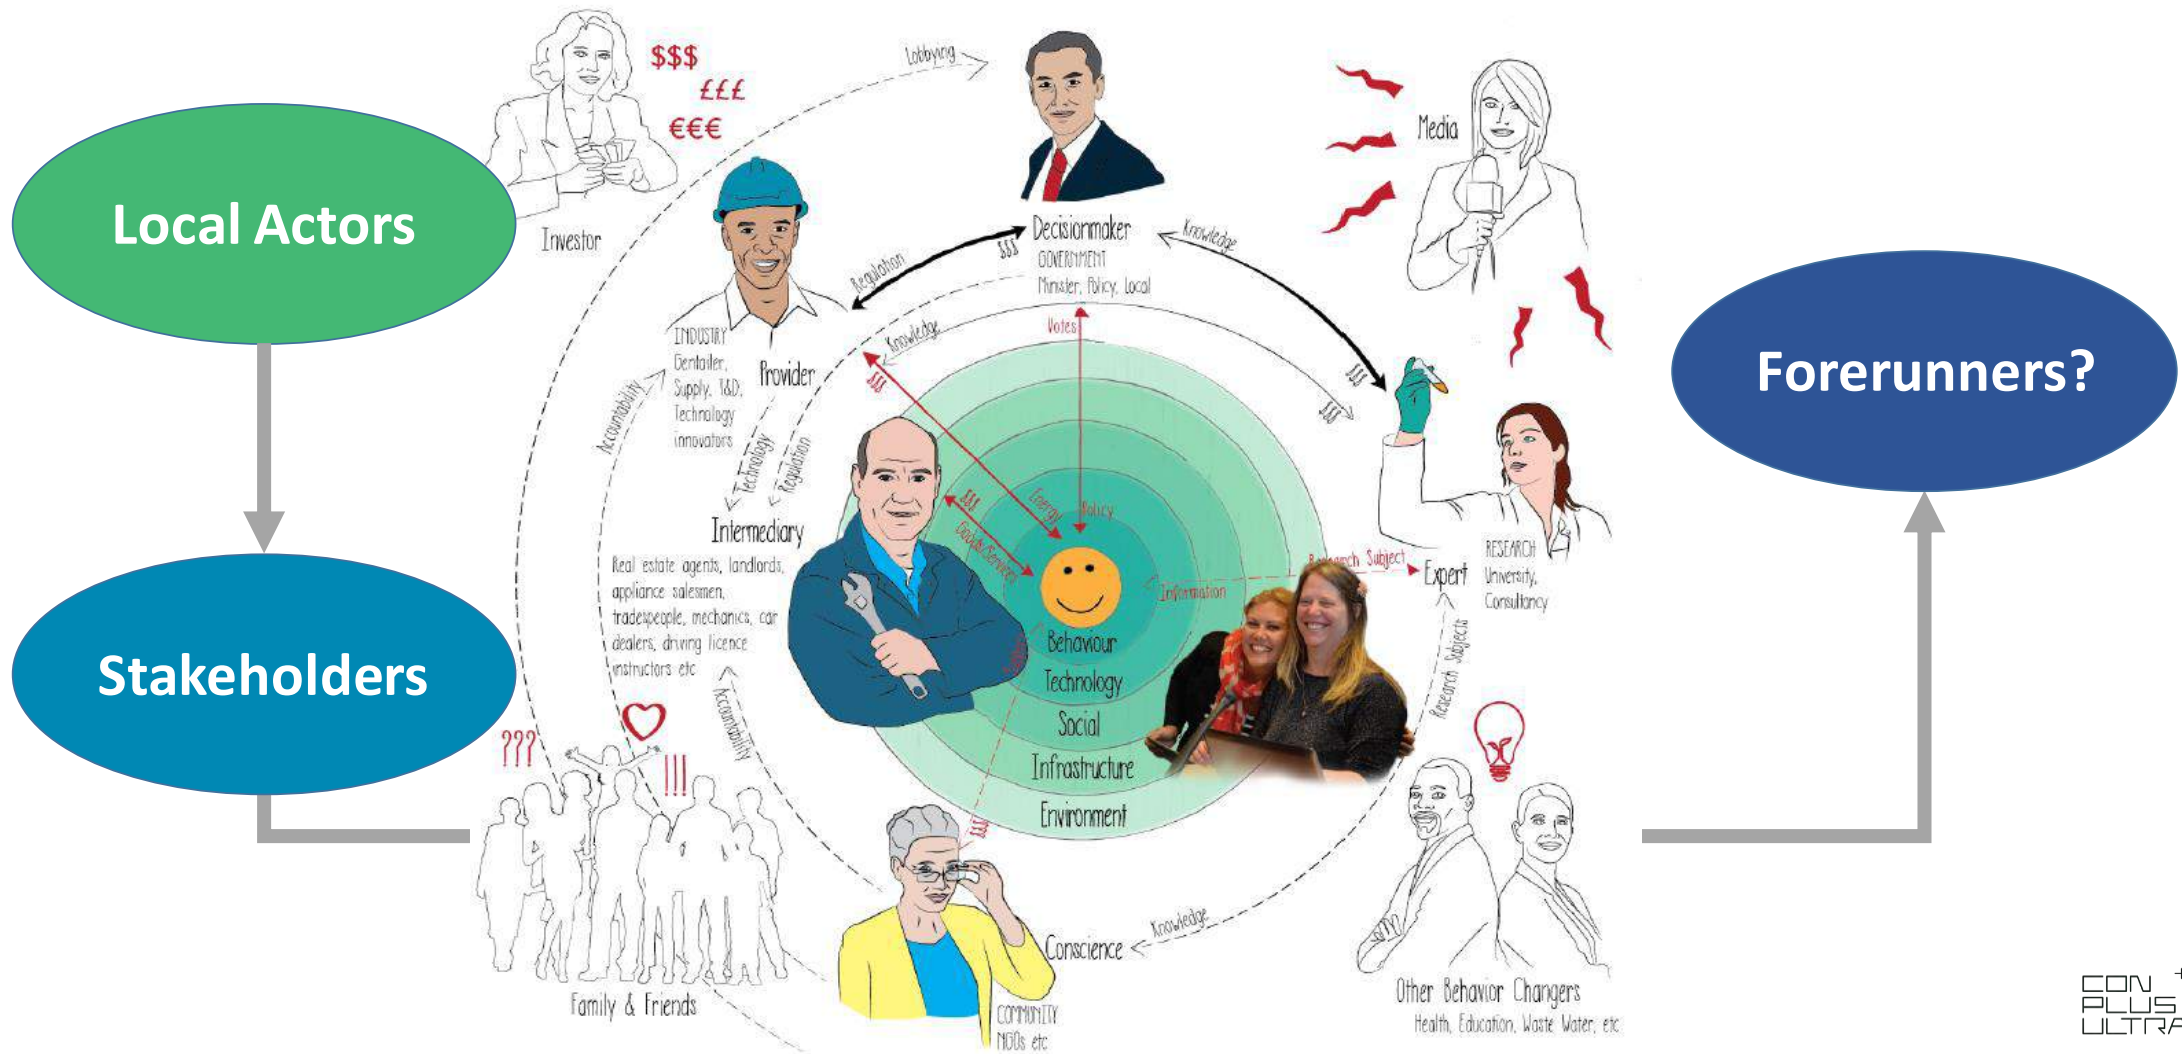 Local Actors
Stakeholders
Forerunners?
$$$
£££
€€€
Investor
Lobbying
Decisionmaker
GOVERNMENT
Minister, Policy, Local
Media
Regulation
$$$
Knowledge
INDUSTRY
Gentailer,
Supply, T&D,
Technology
innovators
Provider
Knowledge
$$$
Votes
$$$
$$$
Accountability
Technology
Regulation
Intermediary
Real estate agents, landlords,
appliance salesmen,
tradespeople, mechanics, car
dealers, driving licence
instructors etc
$$$
Goods/Services
Energy
Policy
Information
Research Subject
Expert
RESEARCH
University,
Consultancy
Behaviour
Technology
Social
Infrastructure
Environment
Accountability
Research Subjects
???
!!!
Family & Friends
$$$
Conscience
COMMUNITY
NGOs etc
Knowledge
Other Behavior Changers
Health, Education, Waste Water, etc
CON
PLUS
ULTRA